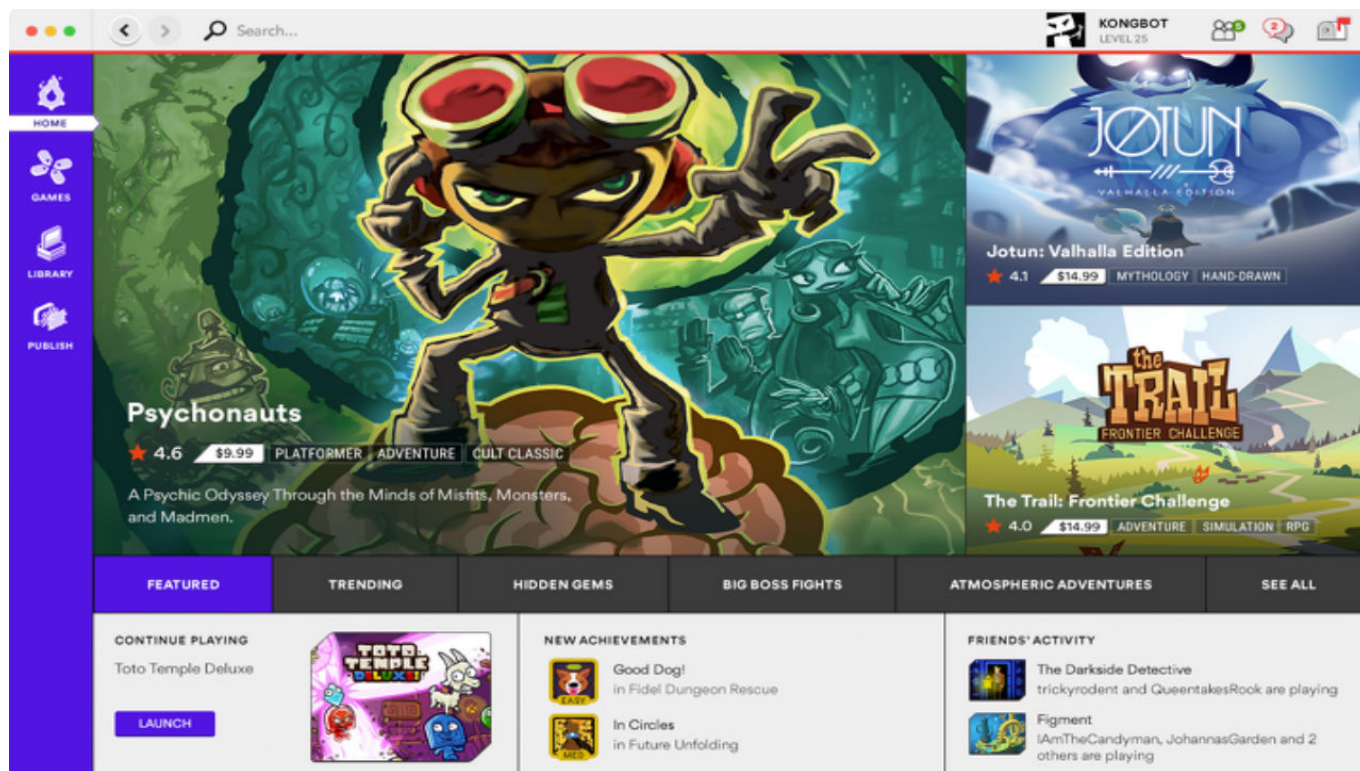 Search...
KONGBOT
LEVEL 25
5
2
HOME
GAMES
LIBRARY
PUBLISH
Psychonauts
4.6 $9.99 PLATFORMER ADVENTURE CULT CLASSIC
A Psychic Odyssey Through the Minds of Misfits, Monsters,
and Madmen.
JOTUN
VALHALLA EDITION
Jotun: Valhalla Edition
4.1 $14.99 MYTHOLOGY HAND-DRAWN
the
TRAIL
FRONTIER CHALLENGE
The Trail: Frontier Challenge
4.0 $14.99 ADVENTURE SIMULATION RPG
FEATURED TRENDING HIDDEN GEMS BIG BOSS FIGHTS ATMOSPHERIC ADVENTURES SEE ALL
CONTINUE PLAYING
Toto Temple Deluxe
LAUNCH
TOTO
TEMPLE
DELUXE!
NEW ACHIEVEMENTS
EASY
Good Dog!
in Fidel Dungeon Rescue
MED
In Circles
in Future Unfolding
FRIENDS' ACTIVITY
The Darkside Detective
trickyrodent and QueentakesRook are playing
Figment
IAmTheCandyman, JohannasGarden and 2
others are playing